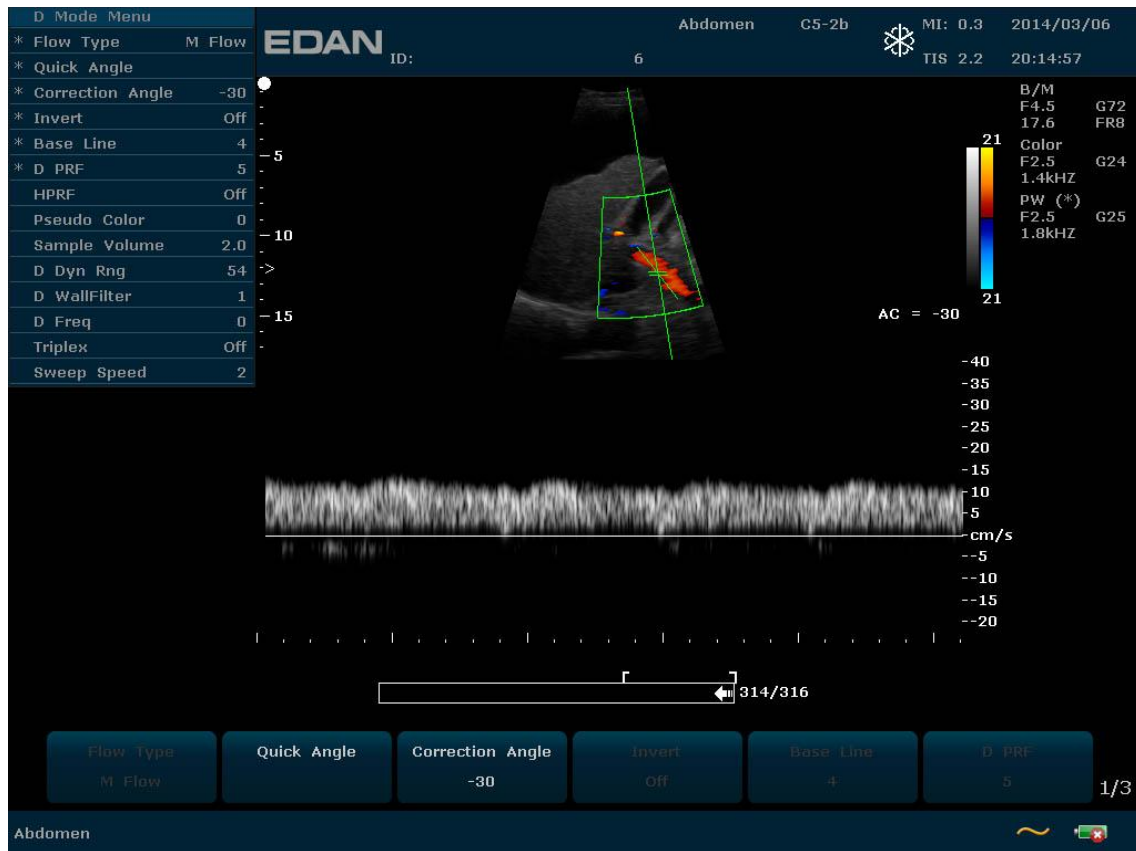 D Mode Menu
* Flow Type M Flow
* Quick Angle
* Correction Angle -30
* Invert Off
* Base Line 4
* D PRF 5
HPRF Off
Pseudo Color 0
Sample Volume 2.0
D Dyn Rng 54
D WallFilter 1
D Freq 0
Triplex Off
Sweep Speed 2
EDAN
ID: 6
Abdomen C5-2b
MI: 0.3 2014/03/06
TIS 2.2 20:14:57
B/M
F4.5 G72
17.6 FR8
Color
F2.5 G24
1.4kHZ
PW (*)
F2.5 G25
1.8kHZ
21
21
AC = -30
-5
-10
->
-15
-40
-35
-30
-25
-20
-15
-10
-5
-cm/s
--5
--10
--15
--20
314/316
Flow Type
M Flow
Quick Angle
Correction Angle
-30
Invert
Off
Base Line
4
D PRF
5
1/3
Abdomen